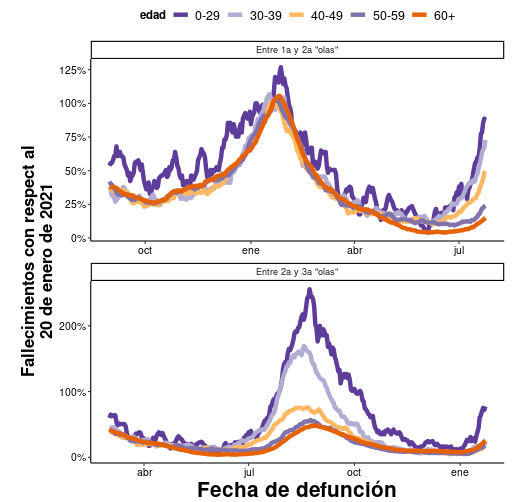 edad 0-29 30-39 40-49 50-59 60+
Entre 1a y 2a "olas"
125%
100%
75%
50%
25%
0%
oct ene abr jul
Entre 2a y 3a "olas"
200%
100%
0%
abr jul oct ene
Fallecimientos con respect al
20 de enero de 2021
Fecha de defunción